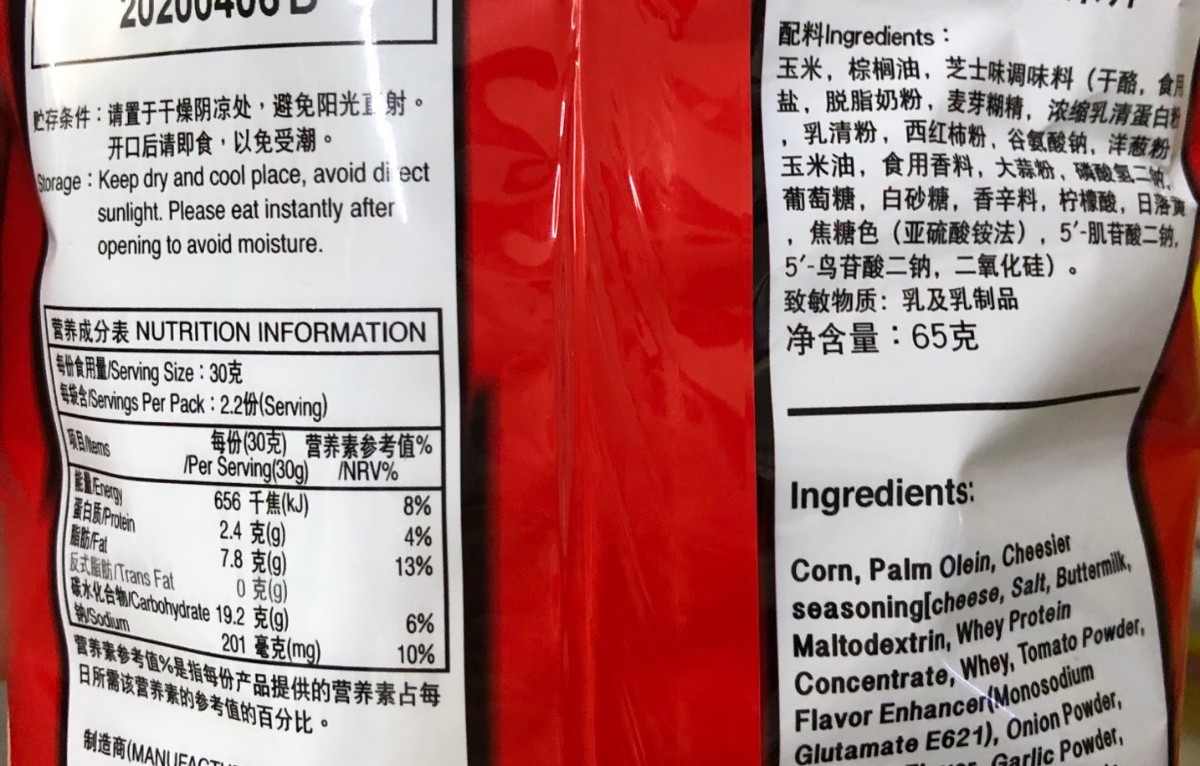 20200406 B
贮存条件：请置于干燥阴凉处，避免阳光直射。
开口后请即食，以免受潮。
Storage：Keep dry and cool place, avoid direct
sunlight. Please eat instantly after
opening to avoid moisture.
营养成分表 NUTRITION INFORMATION
每份食用量/Serving Size：30克
每袋含/Servings Per Pack：2.2份(Serving)
项目/Items 每份(30克) 营养素参考值%
/Per Serving(30g) /NRV%
能量/Energy 656 千焦(kJ) 8%
蛋白质/Protein 2.4 克(g) 4%
脂肪/Fat 7.8 克(g) 13%
反式脂肪/Trans Fat 0 克(g)
碳水化合物/Carbohydrate 19.2 克(g) 6%
钠/Sodium 201 毫克(mg) 10%
营养素参考值%是指每份产品提供的营养素占每
日所需该营养素的参考值的百分比。
制造商(MANUFACTU
配料Ingredients：
玉米，棕榈油，芝士味调味料（干酪，食用
盐，脱脂奶粉，麦芽糊精，浓缩乳清蛋白粉
，乳清粉，西红柿粉，谷氨酸钠，洋葱粉
玉米油，食用香料，大蒜粉，磷酸氢二钠，
葡萄糖，白砂糖，香辛料，柠檬酸，日落黄
，焦糖色（亚硫酸铵法），5′-肌苷酸二钠，
5′-鸟苷酸二钠，二氧化硅）。
致敏物质：乳及乳制品
净含量：65克
Ingredients:
Corn, Palm Olein, Cheesier
seasoning[cheese, Salt, Buttermilk,
Maltodextrin, Whey Protein
Concentrate, Whey, Tomato Powder,
Flavor Enhancer(Monosodium
Glutamate E621), Onion Powder,
Garlic Powder,